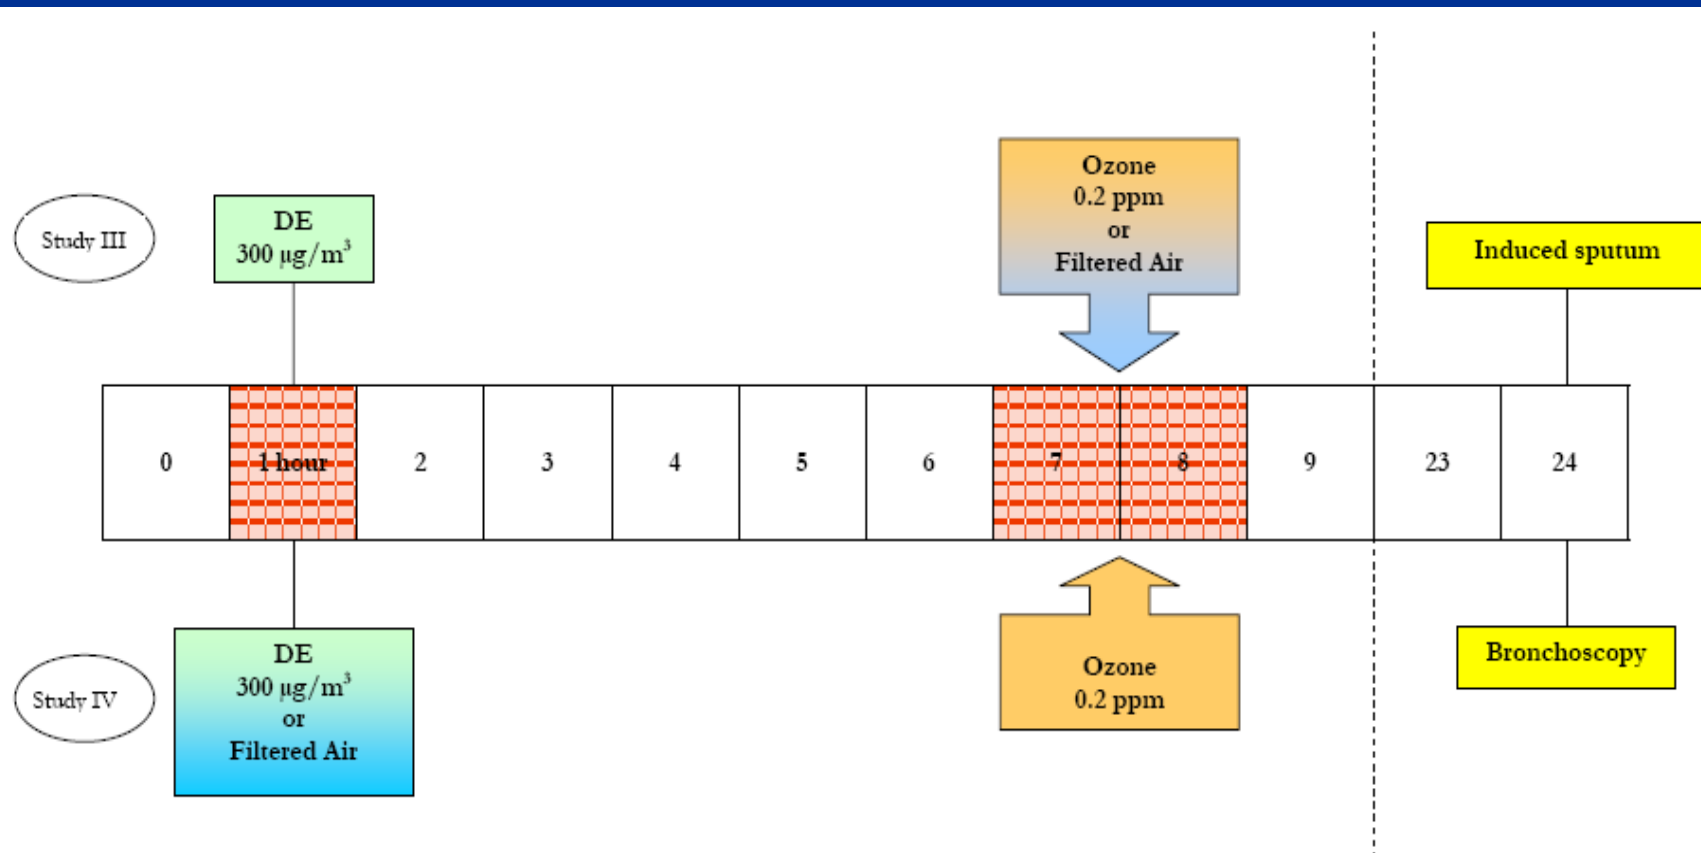 Study III
DE
300 µg/m³
Ozone
0.2 ppm
or
Filtered Air
Induced sputum
0
1 hour
2
3
4
5
6
7
8
9
23
24
Study IV
DE
300 µg/m³
or
Filtered Air
Ozone
0.2 ppm
Bronchoscopy